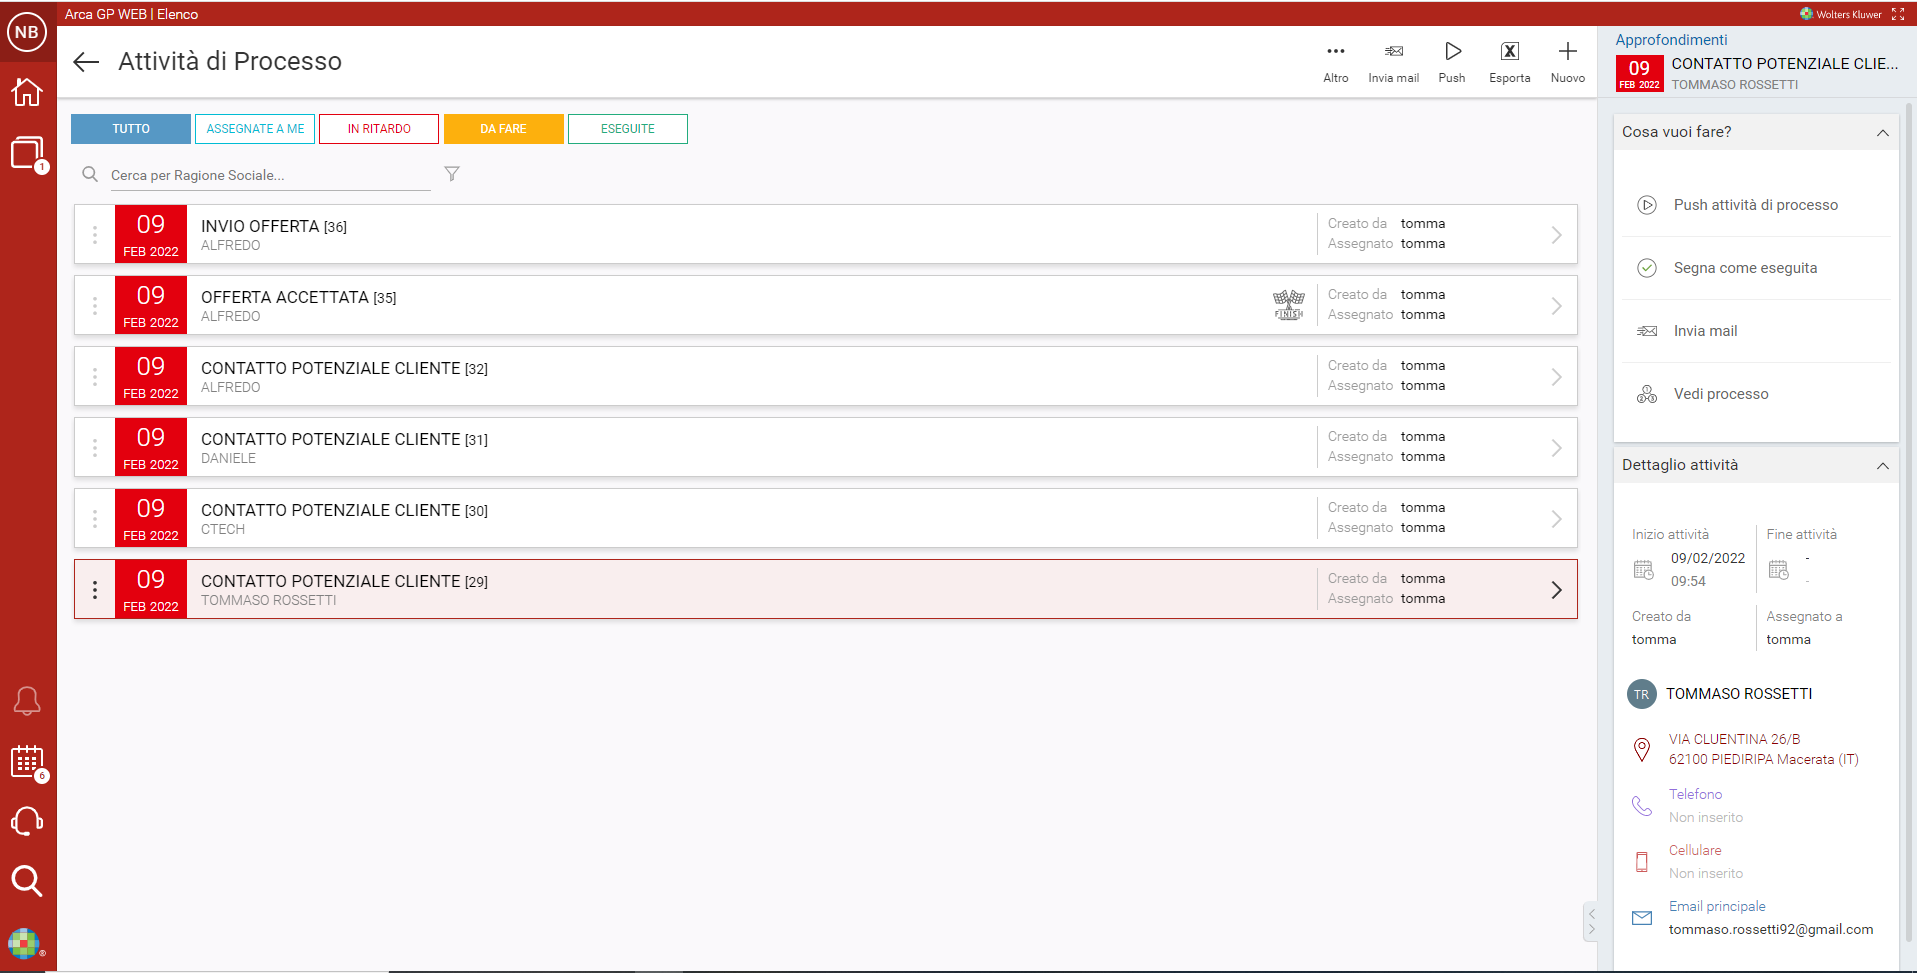 NB
Arca GP WEB | Elenco
Wolters Kluwer
Attività di Processo
Altro
Invia mail
Push
Esporta
Nuovo
TUTTO
ASSEGNATE A ME
IN RITARDO
DA FARE
ESEGUITE
Cerca per Ragione Sociale...
09
FEB 2022
INVIO OFFERTA [36]
ALFREDO
Creato da tomma
Assegnato tomma
09
FEB 2022
OFFERTA ACCETTATA [35]
ALFREDO
FINISH
Creato da tomma
Assegnato tomma
09
FEB 2022
CONTATTO POTENZIALE CLIENTE [32]
ALFREDO
Creato da tomma
Assegnato tomma
09
FEB 2022
CONTATTO POTENZIALE CLIENTE [31]
DANIELE
Creato da tomma
Assegnato tomma
09
FEB 2022
CONTATTO POTENZIALE CLIENTE [30]
CTECH
Creato da tomma
Assegnato tomma
09
FEB 2022
CONTATTO POTENZIALE CLIENTE [29]
TOMMASO ROSSETTI
Creato da tomma
Assegnato tomma
1
6
Approfondimenti
09
FEB 2022
CONTATTO POTENZIALE CLIE...
TOMMASO ROSSETTI
Cosa vuoi fare?
Push attività di processo
Segna come eseguita
Invia mail
Vedi processo
Dettaglio attività
Inizio attività
09/02/2022
09:54
Fine attività
-
-
Creato da
tomma
Assegnato a
tomma
TR
TOMMASO ROSSETTI
VIA CLUENTINA 26/B
62100 PIEDIRIPA Macerata (IT)
Telefono
Non inserito
Cellulare
Non inserito
Email principale
tommaso.rossetti92@gmail.com